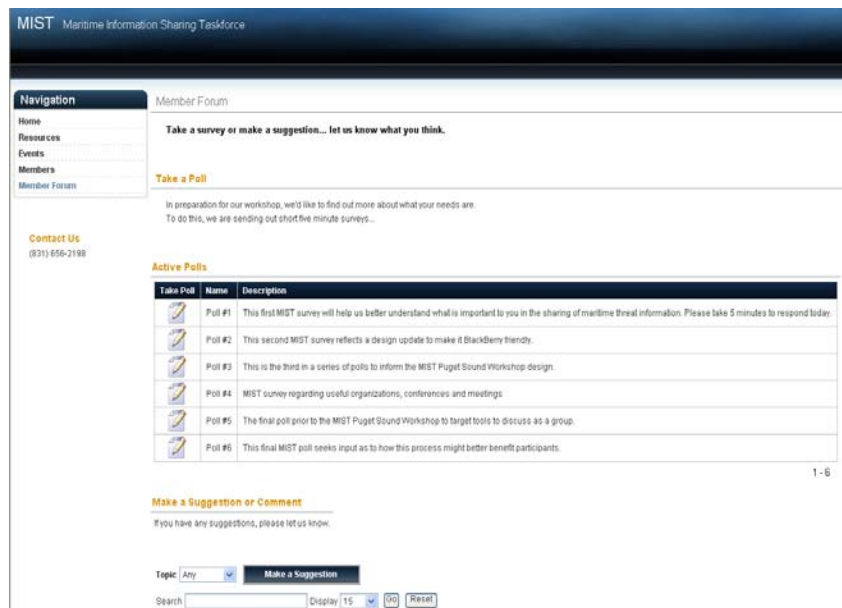 MIST Maritime Information Sharing Taskforce
Navigation
Home
Resources
Events
Members
Member Forum
Contact Us
(831) 656-2198
Member Forum
Take a survey or make a suggestion... let us know what you think.
Take a Poll
In preparation for our workshop, we'd like to find out more about what your needs are.
To do this, we are sending out short five minute surveys...
Active Polls
Take Poll Name Description
Poll #1 This first MIST survey will help us better understand what is important to you in the sharing of maritime threat information. Please take 5 minutes to respond today.
Poll #2 This second MIST survey reflects a design update to make it BlackBerry friendly.
Poll #3 This is the third in a series of polls to inform the MIST Puget Sound Workshop design.
Poll #4 MIST survey regarding useful organizations, conferences and meetings
Poll #5 The final poll prior to the MIST Puget Sound Workshop to target tools to discuss as a group.
Poll #6 This final MIST poll seeks input as to how this process might better benefit participants.
1 - 6
Make a Suggestion or Comment
If you have any suggestions, please let us know.
Topic Any Make a Suggestion
Search Display 15 Go Reset